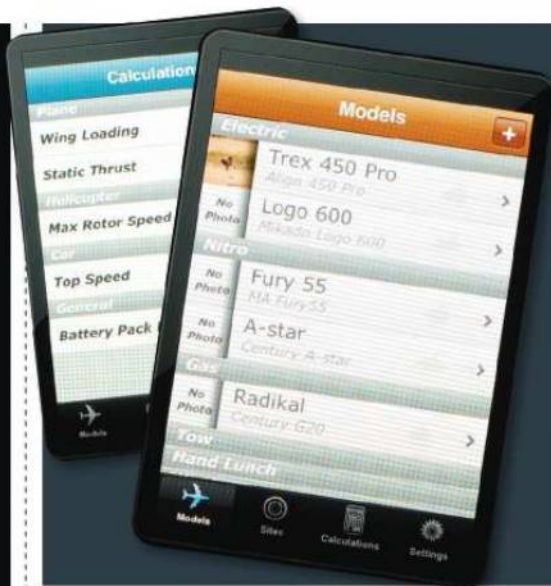 Calculation
Plane
Wing Loading
Static Thrust
Helicopter
Max Rotor Speed
Car
Top Speed
General
Battery Pack
Models
Models
+
Electric
Trex 450 Pro
Align 450 Pro
No Photo
Logo 600
Mikado Logo 600
Nitro
No Photo
Fury 55
MA Fury55
No Photo
A-star
Century A-star
Gas
No Photo
Radikal
Century G20
Tow
Hand Lunch
Models
Sites
Calculations
Settings